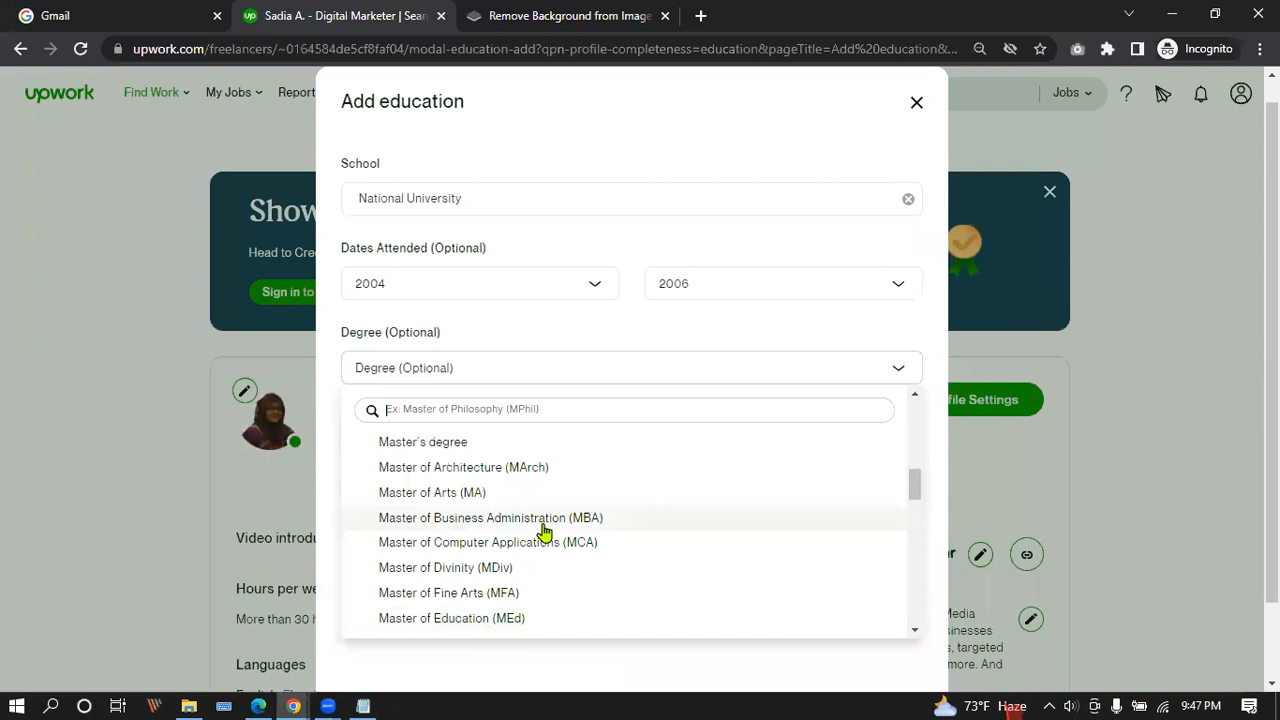 Gmail
Sadia A. - Digital Marketer | Sear
Remove Background from Image
upwork.com/freelancers/~0164584de5cf8faf04/modal-education-add?qpn-profile-completeness=education&pageTitle=Add%20education&...
Incognito
upwork
Find Work
My Jobs
Report
Jobs
Add education
School
National University
Show
Head to Cre
Sign in to
Dates Attended (Optional)
2004
2006
Degree (Optional)
Degree (Optional)
Ex: Master of Philosophy (MPhil)
file Settings
Master's degree
Master of Architecture (MArch)
Master of Arts (MA)
Master of Business Administration (MBA)
Master of Computer Applications (MCA)
Master of Divinity (MDiv)
Master of Fine Arts (MFA)
Master of Education (MEd)
Video introdu
Hours per we
More than 30 h
Languages
er
Media
sinesses
s, targeted
more. And
73°F Haze
9:47 PM